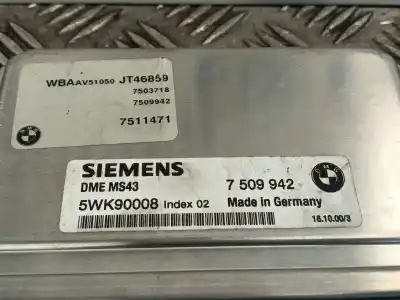 WBAAV51050 JT46859
7503718
7509942
7511471
SIEMENS
DME MS43 7 509 942
5WK90008 Index 02 Made in Germany
16.10.00/3